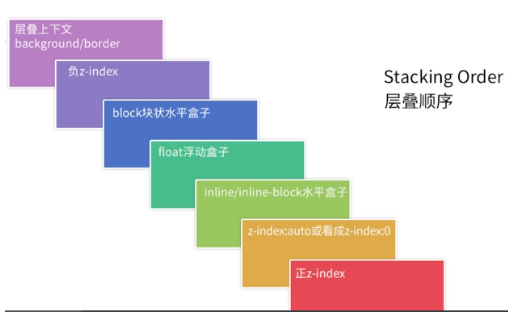 层叠上下文
background/border
负z-index
Stacking Order
层叠顺序
block块状水平盒子
float浮动盒子
inline/inline-block水平盒子
z-index:auto或看成z-index:0
正z-index